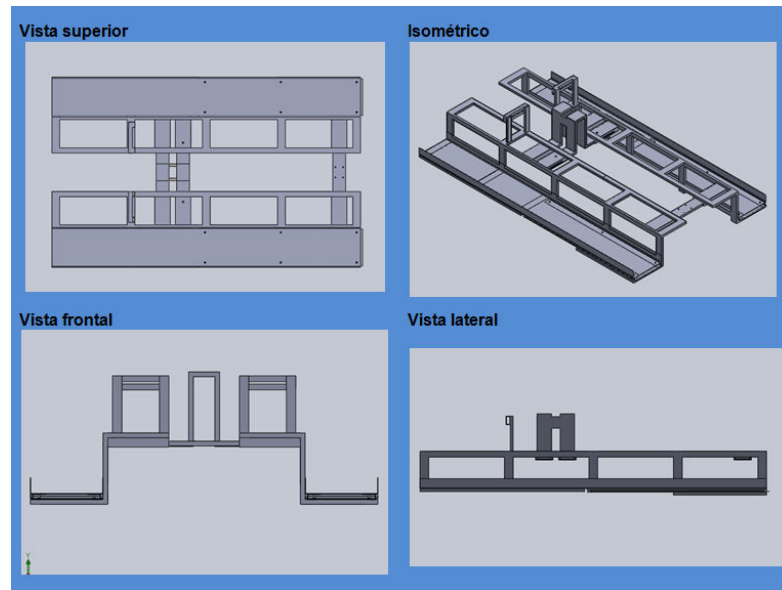 Vista superior
Isométrico
Vista frontal
Vista lateral
Y